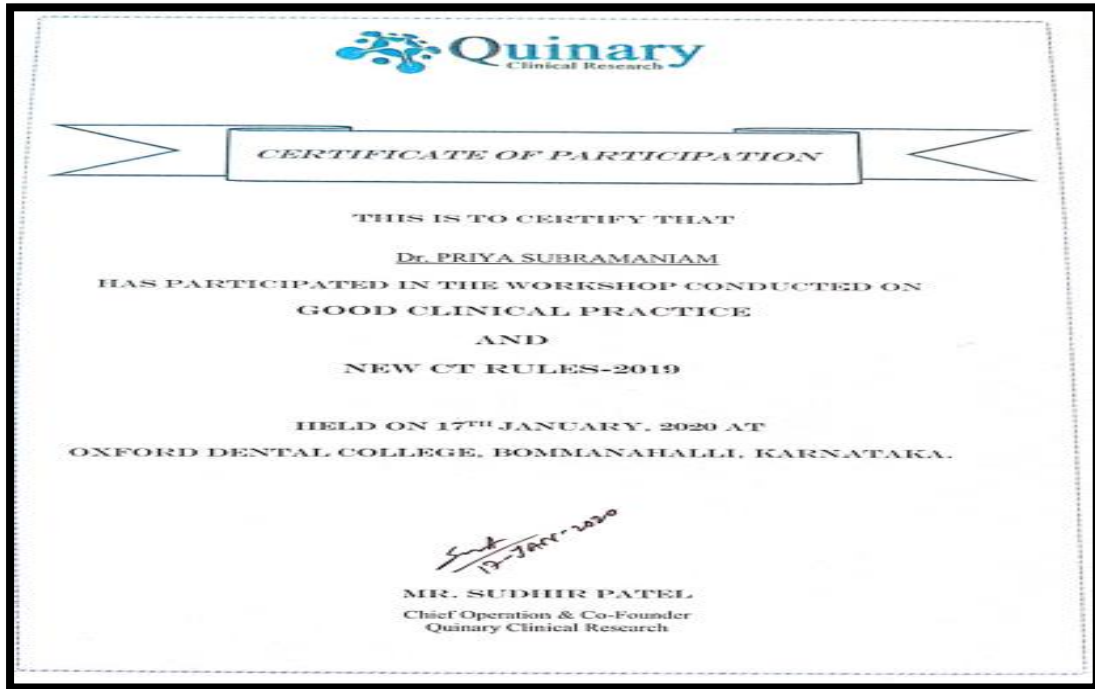 Quinary
Clinical Research
CERTIFICATE OF PARTICIPATION
THIS IS TO CERTIFY THAT
Dr. PRIYA SUBRAMANIAM
HAS PARTICIPATED IN THE WORKSHOP CONDUCTED ON
GOOD CLINICAL PRACTICE
AND
NEW CT RULES-2019
HELD ON 17TH JANUARY, 2020 AT
OXFORD DENTAL COLLEGE, BOMMANAHALLI, KARNATAKA.
17-JAN-2020
MR. SUDHIR PATEL
Chief Operation & Co-Founder
Quinary Clinical Research